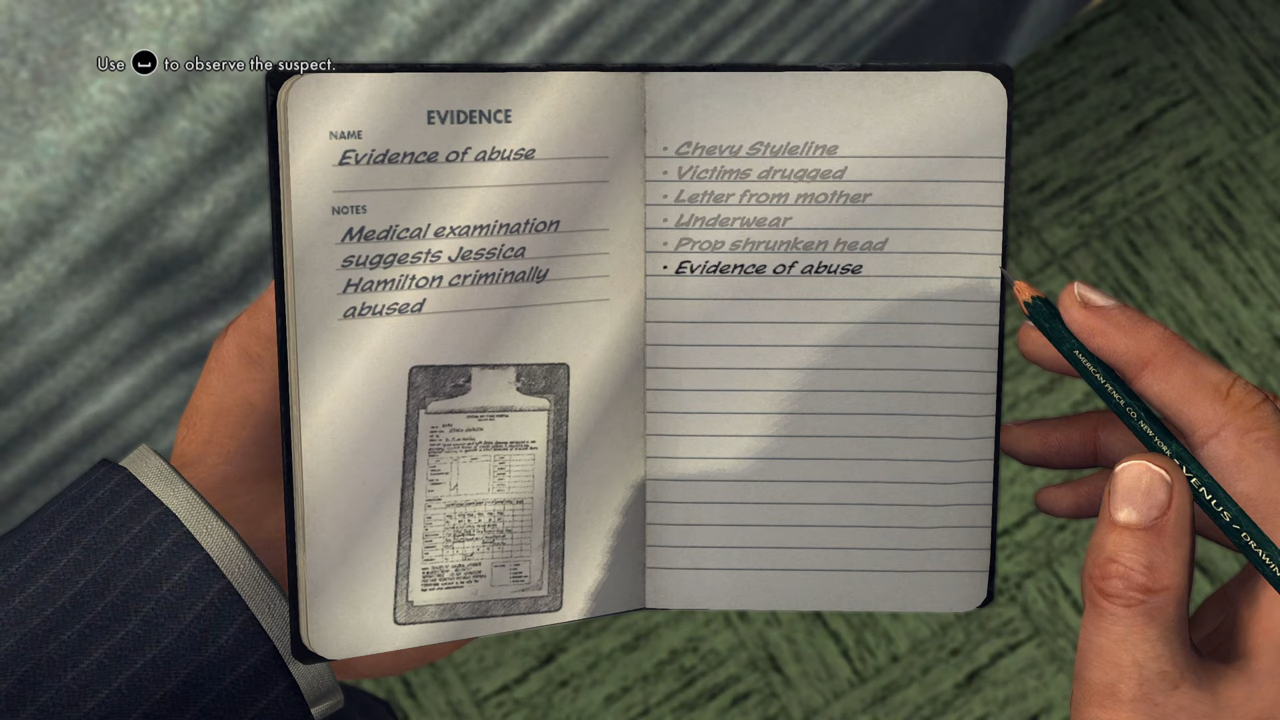 Use to observe the suspect.
EVIDENCE
NAME
Evidence of abuse
NOTES
Medical examination
suggests Jessica
Hamilton criminally
abused
• Chevy Styleline
• Victims drugged
• Letter from mother
• Underwear
• Prop shrunken head
• Evidence of abuse
AMERICAN PENCIL CO. NEW YORK
VENUS / DRAWIN